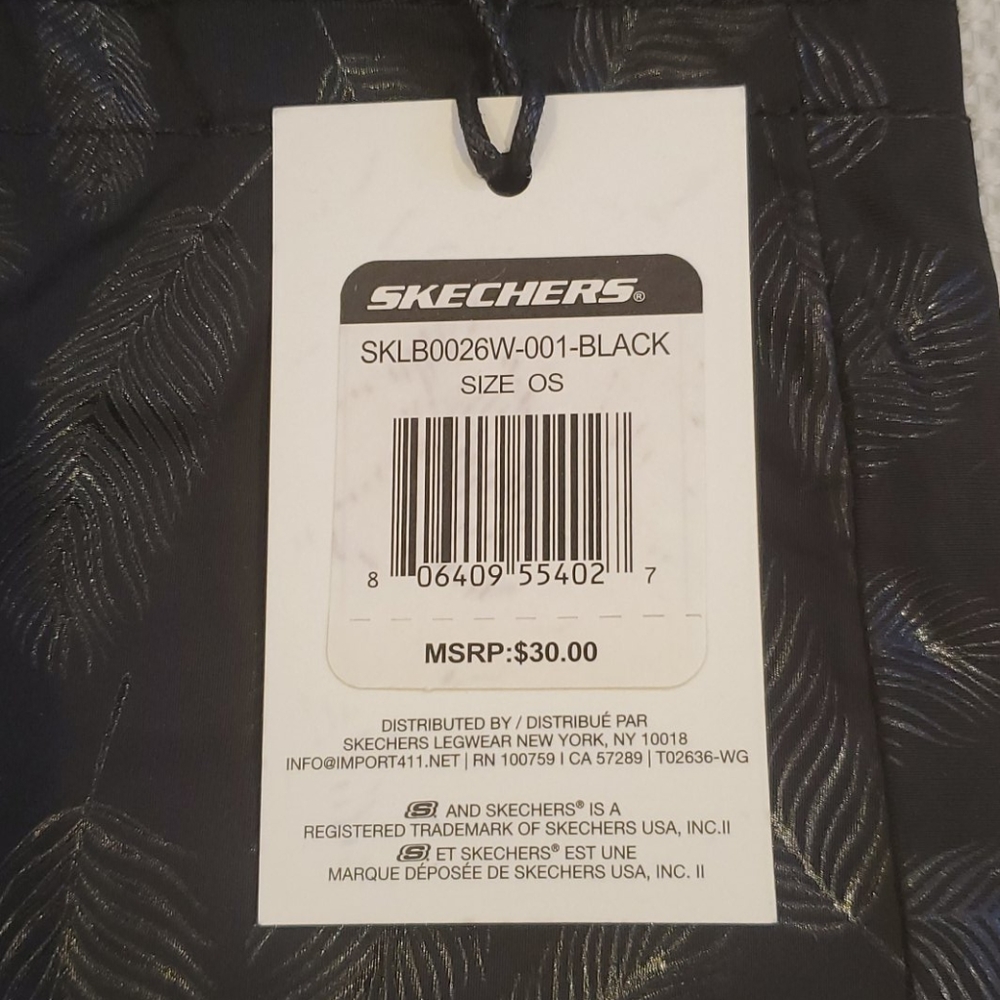 SKECHERS®
SKLB0026W-001-BLACK
SIZE OS
8 06409 55402 7
MSRP:$30.00
DISTRIBUTED BY / DISTRIBUÉ PAR
SKECHERS LEGWEAR NEW YORK, NY 10018
INFO@IMPORT411.NET | RN 100759 I CA 57289 | T02636-WG
S AND SKECHERS® IS A
REGISTERED TRADEMARK OF SKECHERS USA, INC.II
S ET SKECHERS® EST UNE
MARQUE DÉPOSÉE DE SKECHERS USA, INC. II